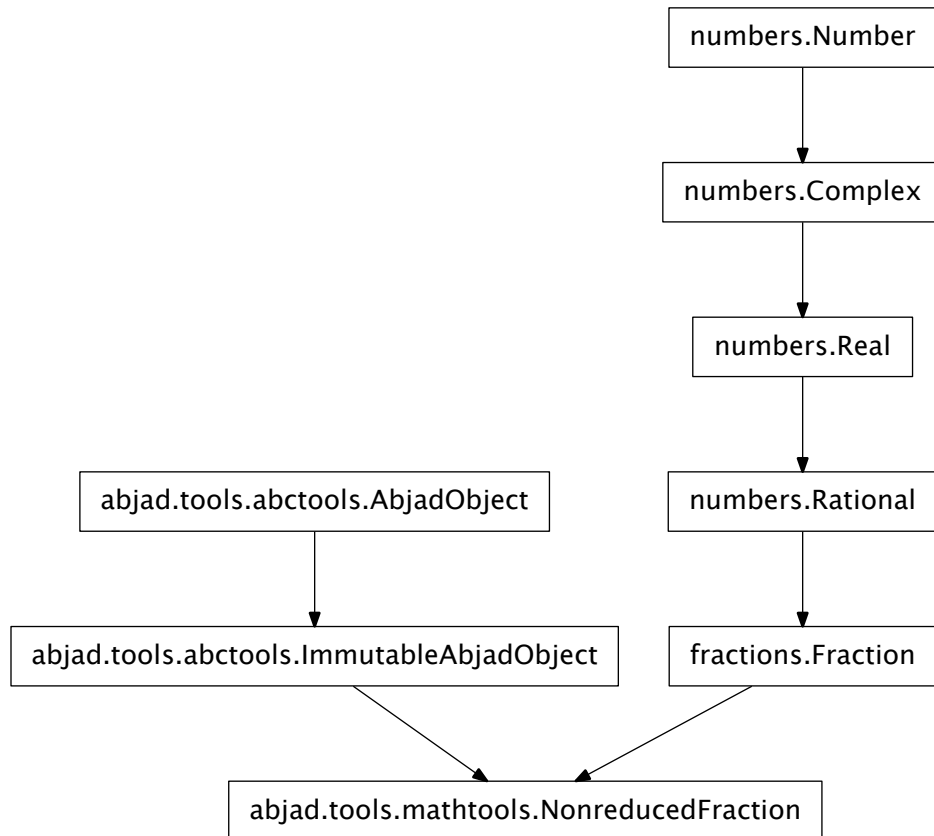 numbers.Number
numbers.Complex
numbers.Real
abjad.tools.abctools.AbjadObject
numbers.Rational
abjad.tools.abctools.ImmutableAbjadObject
fractions.Fraction
abjad.tools.mathtools.NonreducedFraction